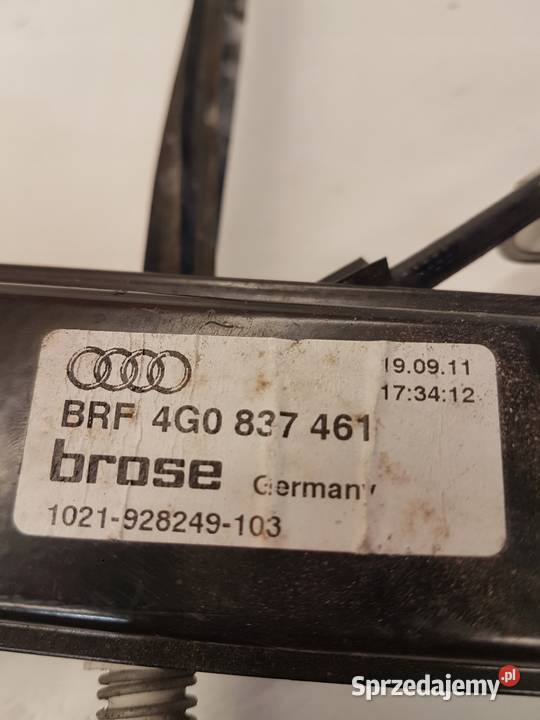 19.09.11
17:34:12
BRF 4G0 837 461
brose Germany
1021-928249-103
Sprzedajemy.pl